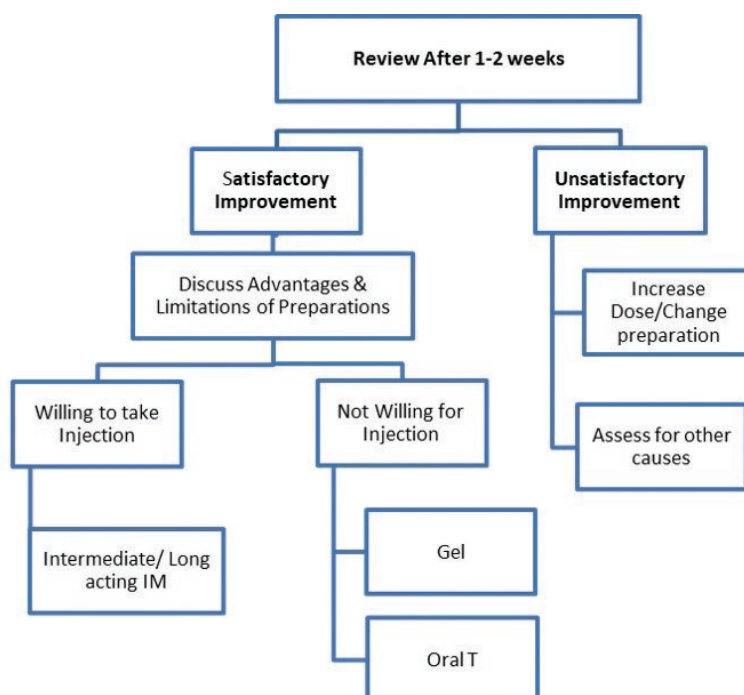 Review After 1-2 weeks
Satisfactory
Improvement
Unsatisfactory
Improvement
Discuss Advantages &
Limitations of Preparations
Increase
Dose/Change
preparation
Willing to take
Injection
Not Willing for
Injection
Assess for other
causes
Intermediate/ Long
acting IM
Gel
Oral T